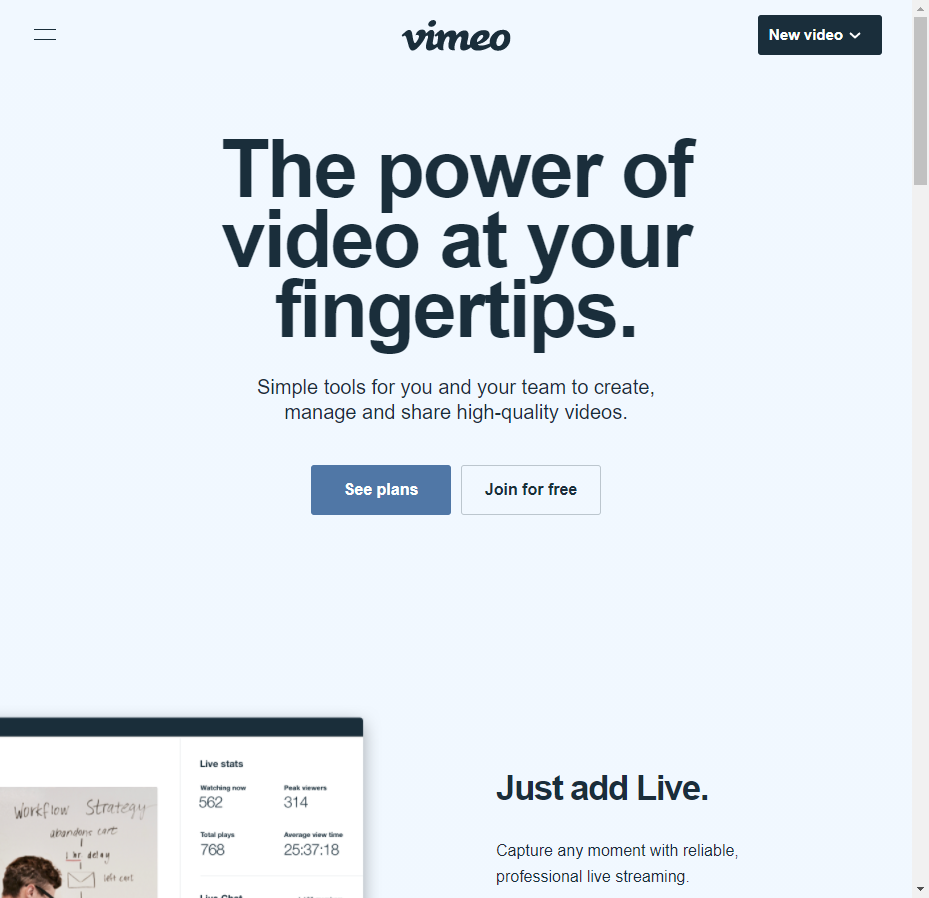 vimeo
New video
The power of
video at your
fingertips.
Simple tools for you and your team to create,
manage and share high-quality videos.
See plans
Join for free
Live stats
Watching now
Peak viewers
562
314
Total plays
Average view time
768
25:37:18
Live Chat
Workflow Strategy
abandone cart
1 hr delay
left cart
Just add Live.
Capture any moment with reliable,
professional live streaming.